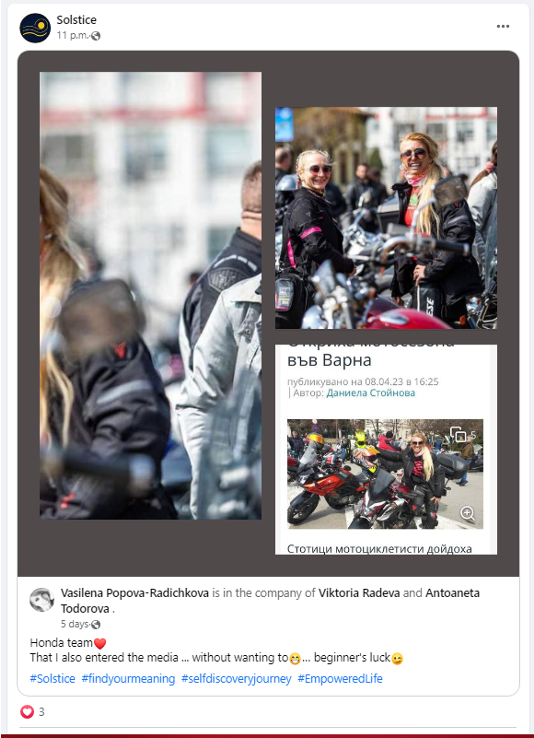 Solstice
11 p.m.
във Варна
публикувано на 08.04.23 в 16:25
| Автор: Даниела Стойнова
5
Стотици мотоциклетисти дойдоха
Vasilena Popova-Radichkova is in the company of Viktoria Radeva and Antoaneta
Todorova .
5 days
Honda team❤️
That I also entered the media ... without wanting to😁... beginner's luck😉
#Solstice #findyourmeaning #selfdiscoveryjourney #EmpoweredLife
3